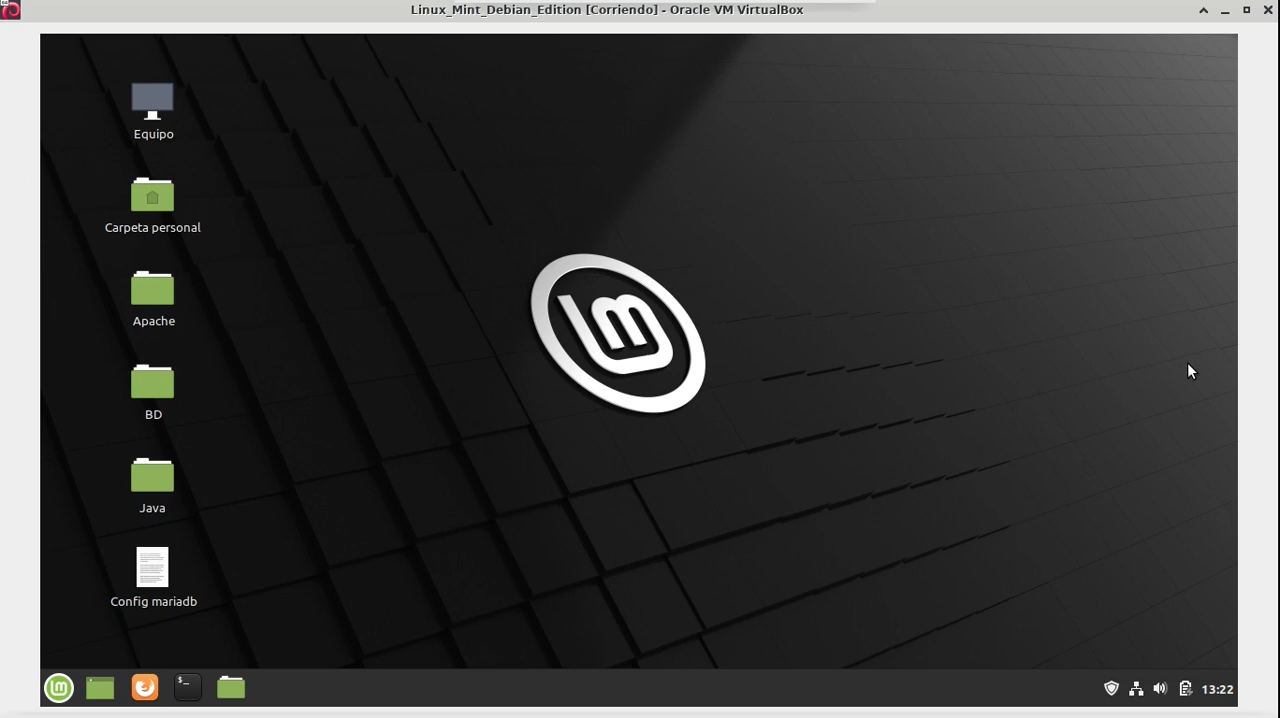 Linux_Mint_Debian_Edition [Corriendo] - Oracle VM VirtualBox
Equipo
Carpeta personal
Apache
BD
Java
Config mariadb
$_
13:22